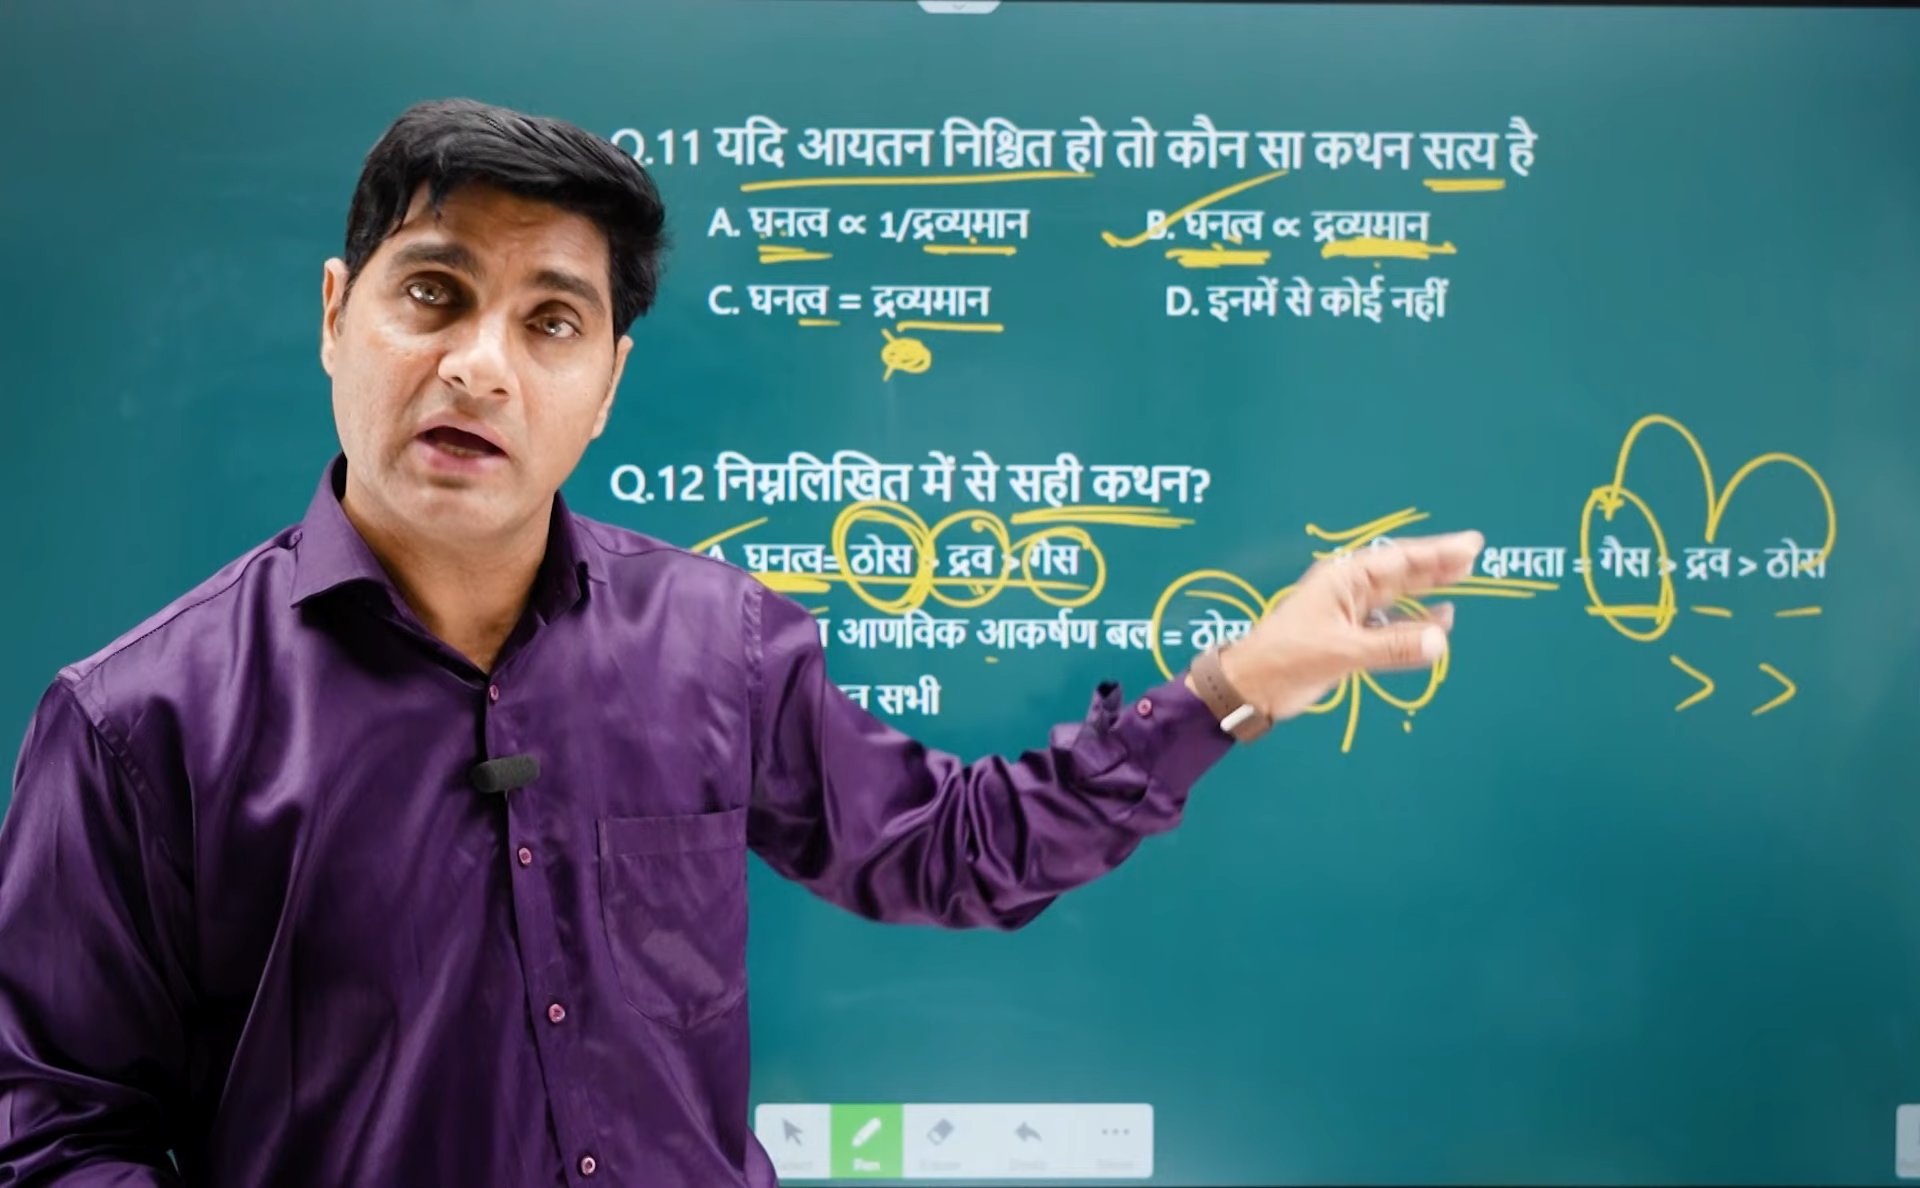 Q.11 यदि आयतन निश्चित हो तो कौन सा कथन सत्य है
A. घनत्व ∝ 1/द्रव्यमान B. घनत्व ∝ द्रव्यमान
C. घनत्व = द्रव्यमान D. इनमें से कोई नहीं
Q.12 निम्नलिखित में से सही कथन?
A. घनत्व= ठोस > द्रव > गैस क्षमता = गैस > द्रव > ठोस
आणविक आकर्षण बल = ठोस
सभी
> >
Pen